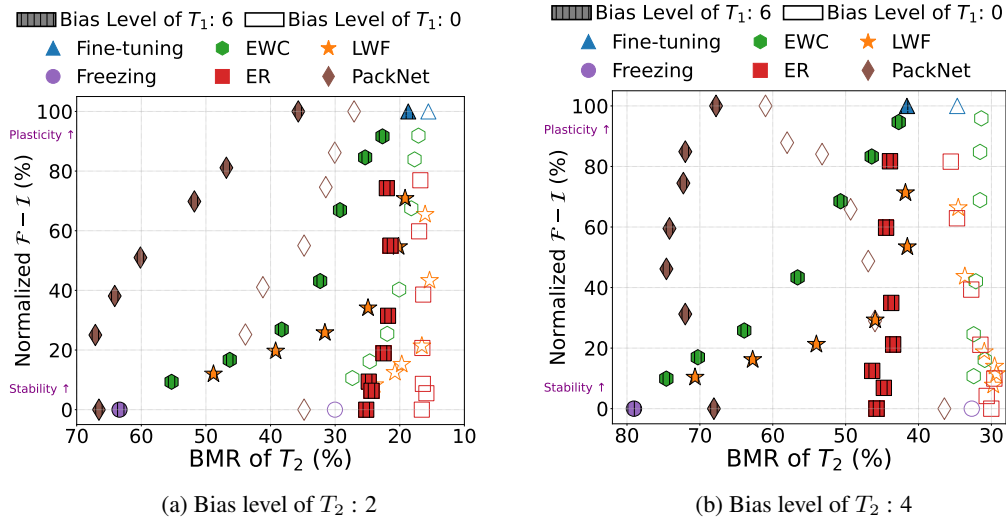 Bias Level of T₁: 6 Bias Level of T₁: 0
Fine-tuning EWC LWF
Freezing ER PackNet
100
Plasticity ↑
80
60
40
20
Stability ↑
0
Normalized ℱ − ℐ (%)
70 60 50 40 30 20 10
BMR of T₂ (%)
(a) Bias level of T₂ : 2
Bias Level of T₁: 6 Bias Level of T₁: 0
Fine-tuning EWC LWF
Freezing ER PackNet
100
Plasticity ↑
80
60
40
20
Stability ↑
0
Normalized ℱ − ℐ (%)
80 70 60 50 40 30
BMR of T₂ (%)
(b) Bias level of T₂ : 4